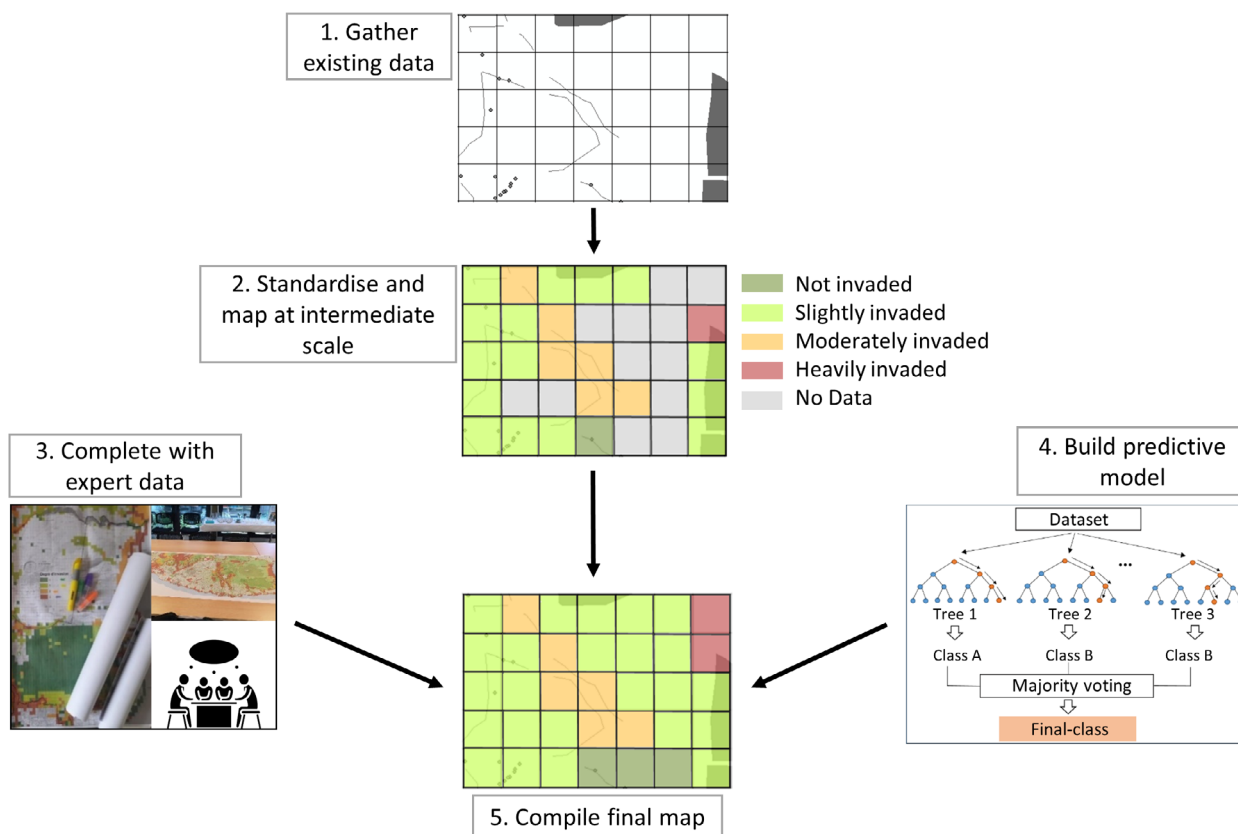 1. Gather
existing data
2. Standardise and
map at intermediate
scale
Not invaded
Slightly invaded
Moderately invaded
Heavily invaded
No Data
3. Complete with
expert data
4. Build predictive
model
Dataset
...
Tree 1
Tree 2
Tree 3
Class A
Class B
Class B
Majority voting
Final-class
5. Compile final map